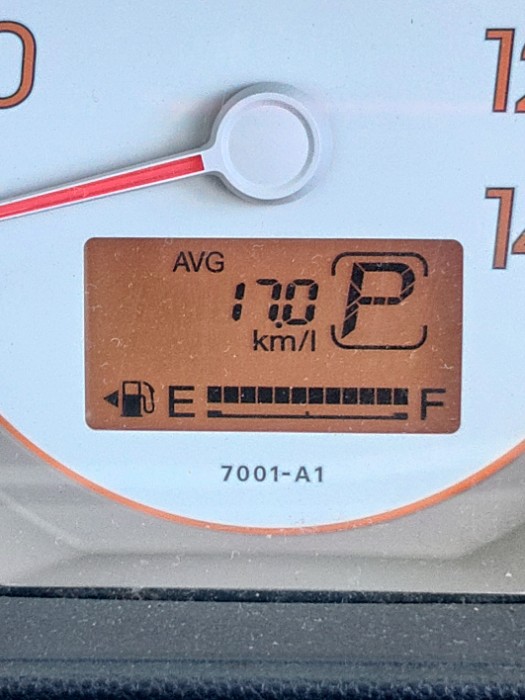 AVG
17.0
km/l
P
E F
7001-A1